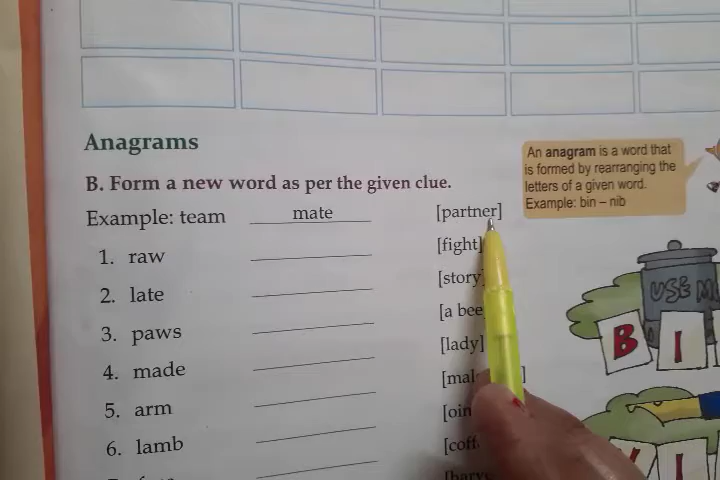 Anagrams
B. Form a new word as per the given clue.
Example: team mate [partner]
1. raw [fight]
2. late [story
3. paws [a bee
4. made [lady]
5. arm
6. lamb
An anagram is a word that
is formed by rearranging the
letters of a given word.
Example: bin – nib
USE M
B I